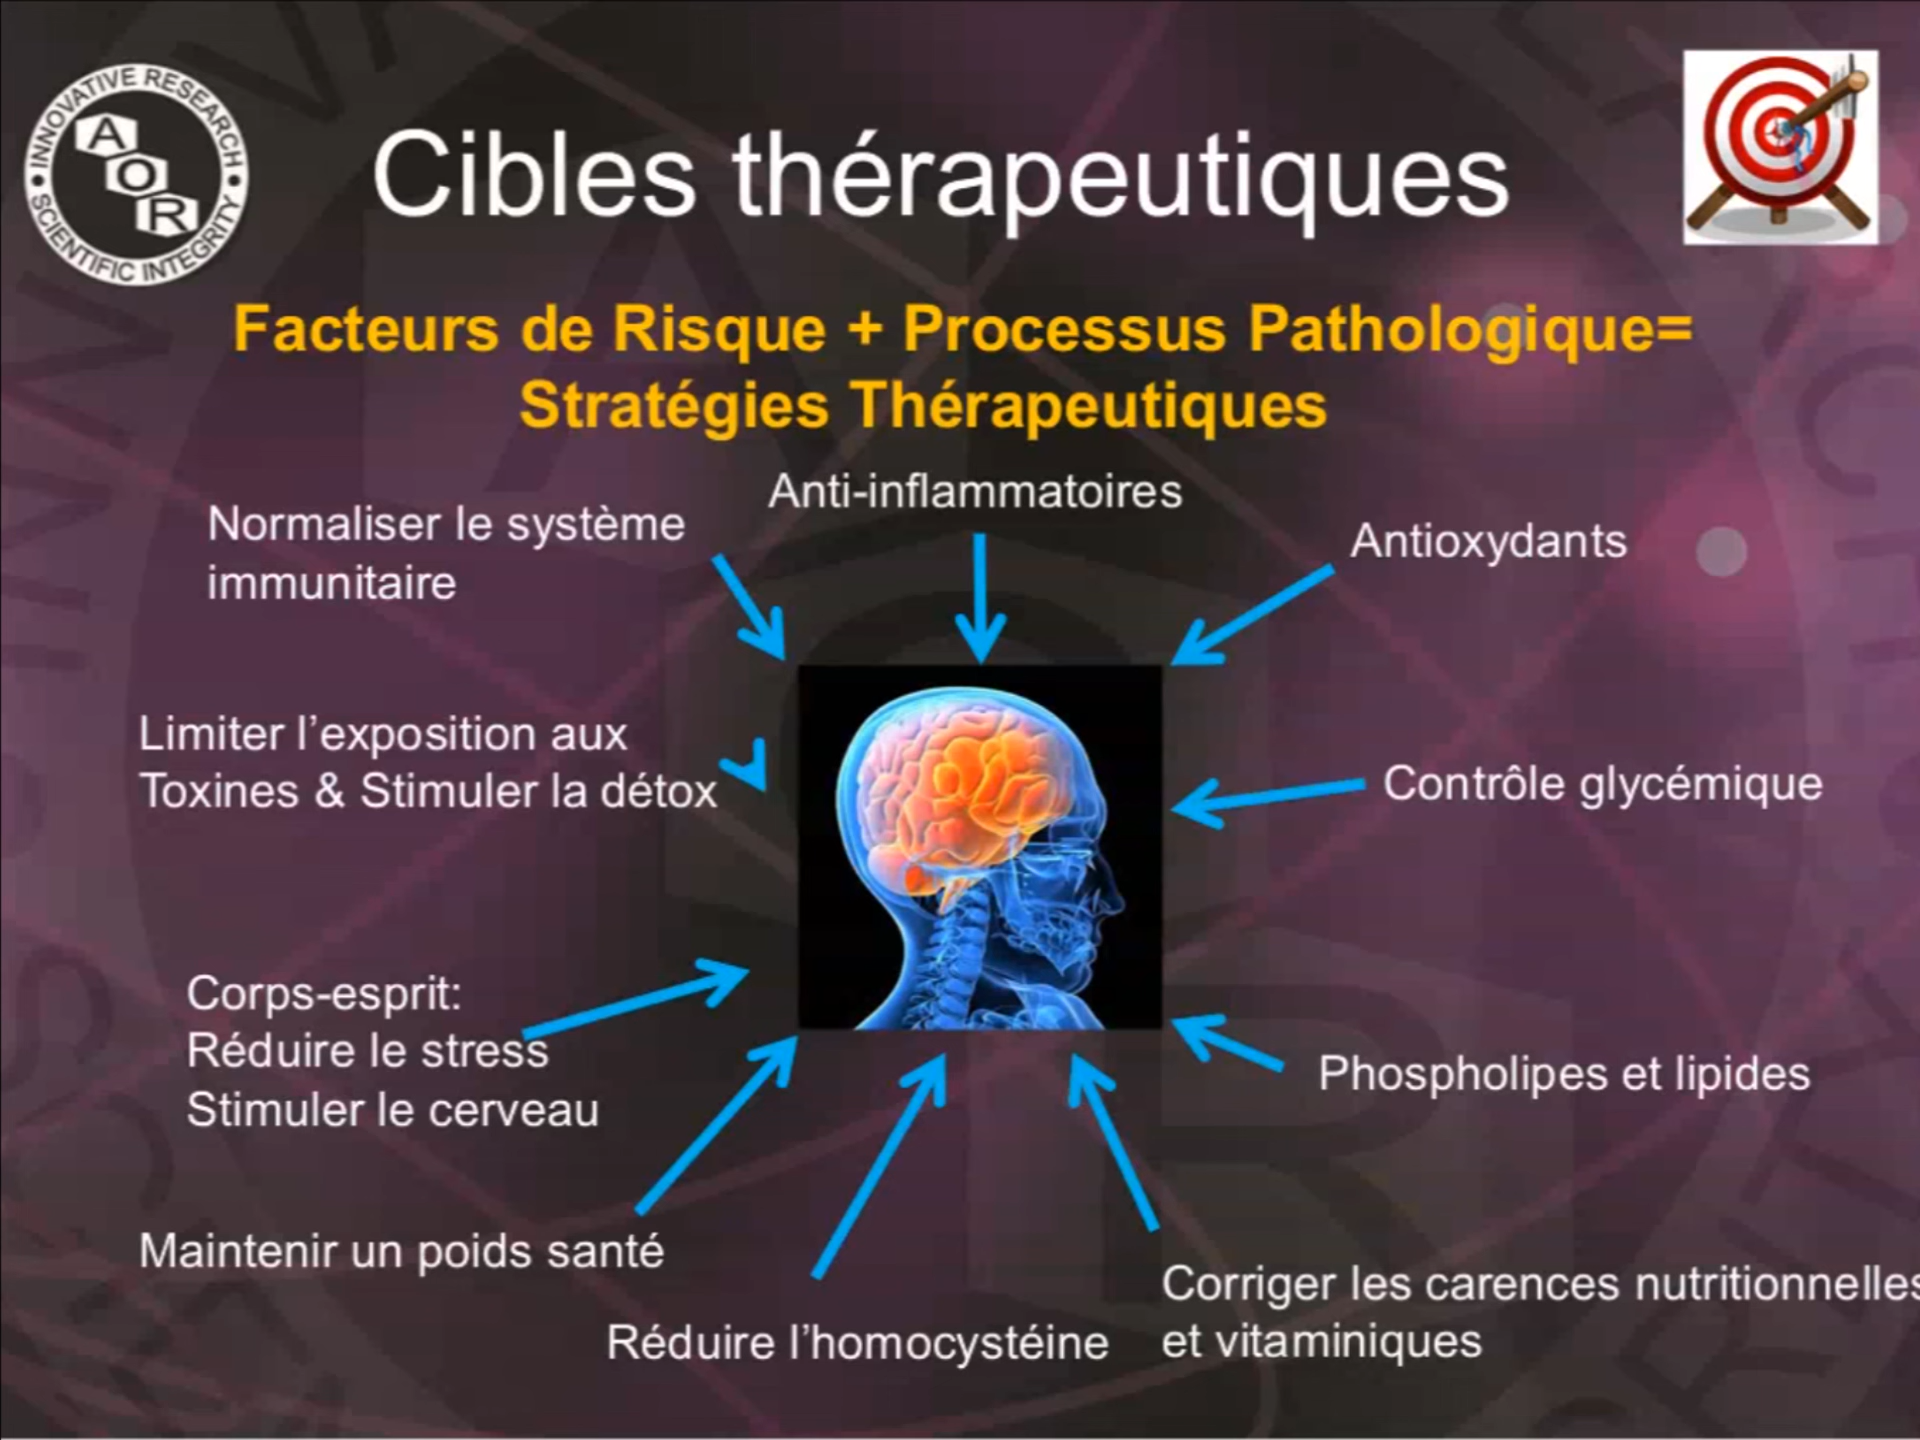 INNOVATIVE RESEARCH
AOR
SCIENTIFIC INTEGRITY
Cibles thérapeutiques
Facteurs de Risque + Processus Pathologique=
Stratégies Thérapeutiques
Anti-inflammatoires
Normaliser le système
immunitaire
Antioxydants
Limiter l’exposition aux
Toxines & Stimuler la détox
Contrôle glycémique
Corps-esprit:
Réduire le stress
Stimuler le cerveau
Phospholipes et lipides
Maintenir un poids santé
Réduire l’homocystéine
Corriger les carences nutritionnelles
et vitaminiques